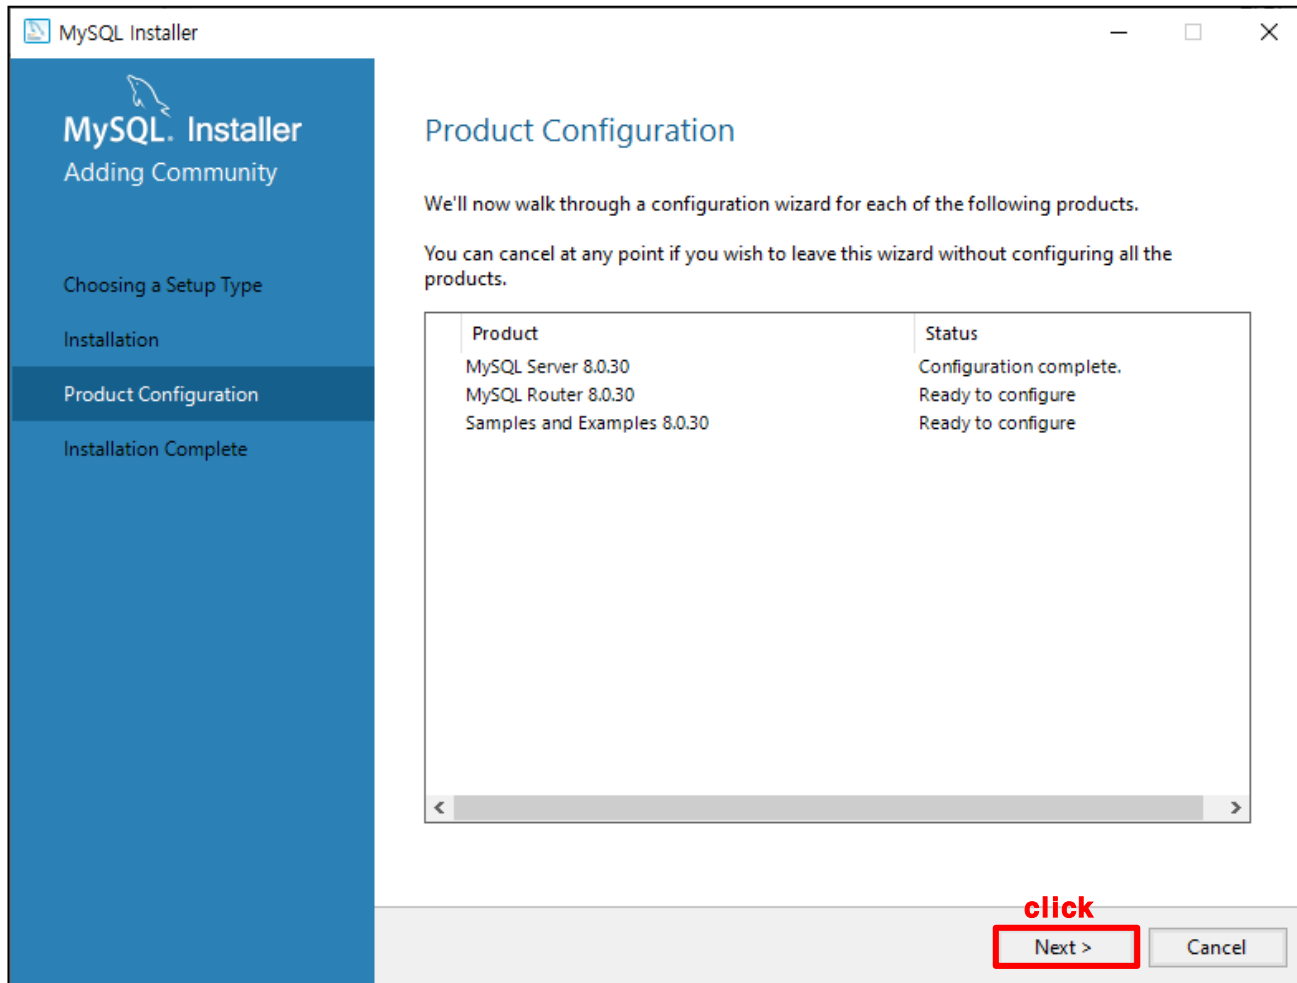 MySQL Installer
MySQL. Installer
Adding Community
Choosing a Setup Type
Installation
Product Configuration
Installation Complete
Product Configuration
We'll now walk through a configuration wizard for each of the following products.
You can cancel at any point if you wish to leave this wizard without configuring all the
products.
Product Status
MySQL Server 8.0.30 Configuration complete.
MySQL Router 8.0.30 Ready to configure
Samples and Examples 8.0.30 Ready to configure
click
Next > Cancel